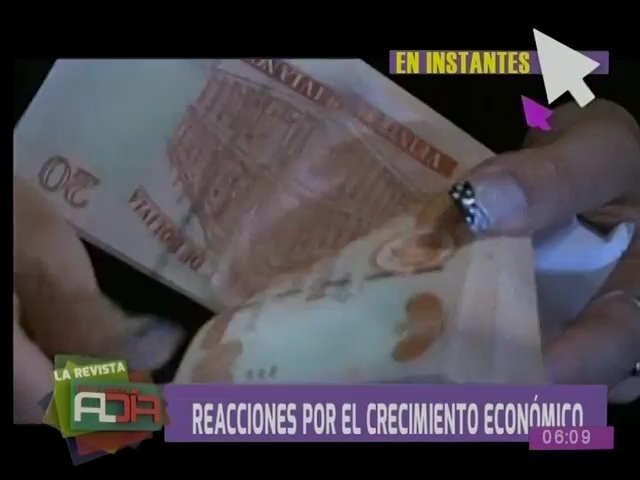 EN INSTANTES
20
DE BOLIVIA
LA REVISTA
REACCIONES POR EL CRECIMIENTO ECONÓMICO
06:09